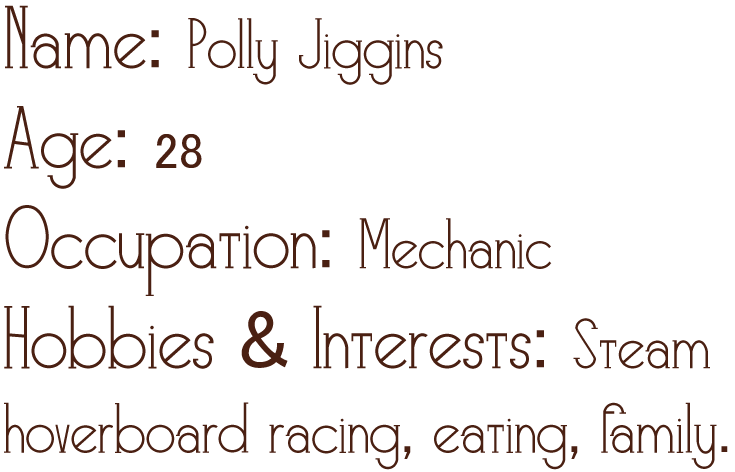 Name: Polly Jiggins
Age: 28
Occupation: Mechanic
Hobbies & Interests: Steam
hoverboard racing, eating, family.